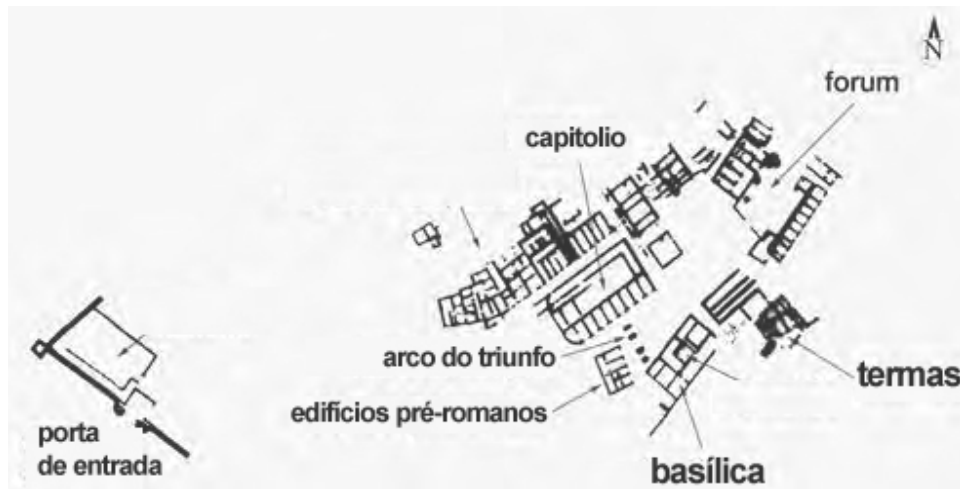 N
forum
capitolio
arco do triunfo
edifícios pré-romanos
termas
porta
de entrada
basílica